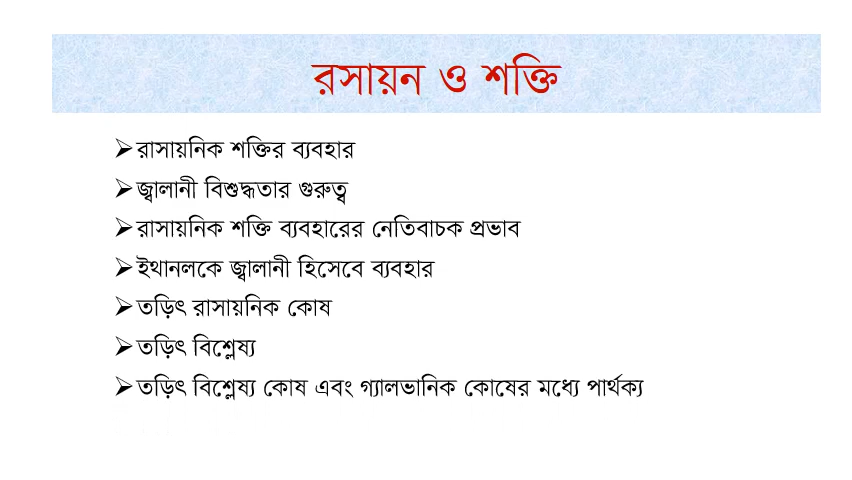 রসায়ন ও শক্তি
➢রাসায়নিক শক্তির ব্যবহার
➢জ্বালানী বিশুদ্ধতার গুরুত্ব
➢রাসায়নিক শক্তি ব্যবহারের নেতিবাচক প্রভাব
➢ইথানলকে জ্বালানী হিসেবে ব্যবহার
➢তড়িৎ রাসায়নিক কোষ
➢তড়িৎ বিশ্লেষ্য
➢তড়িৎ বিশ্লেষ্য কোষ এবং গ্যালভানিক কোষের মধ্যে পার্থক্য